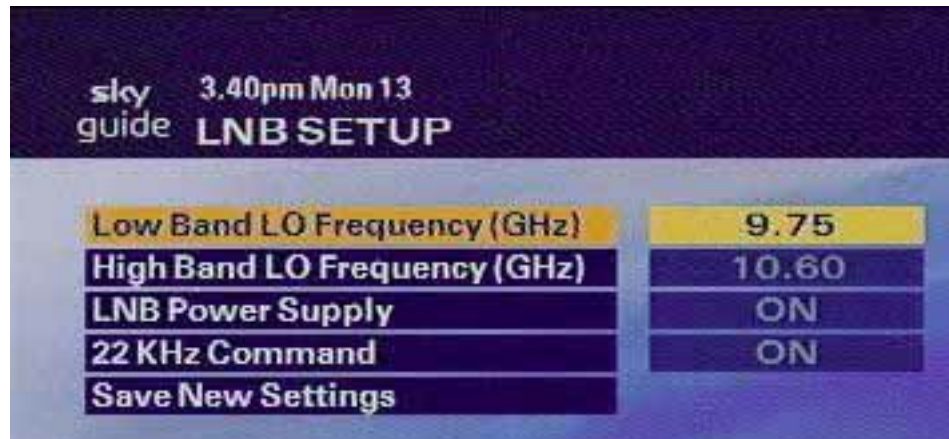 sky 3.40pm Mon 13
guide LNB SETUP
Low Band LO Frequency (GHz) 9.75
High Band LO Frequency (GHz) 10.60
LNB Power Supply ON
22 KHz Command ON
Save New Settings